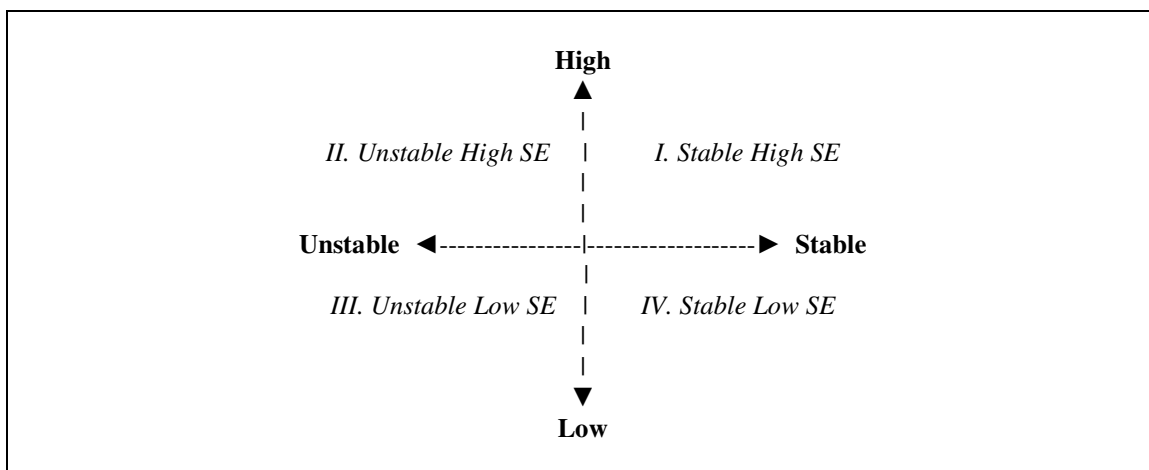 High
II. Unstable High SE I. Stable High SE
Unstable Stable
III. Unstable Low SE IV. Stable Low SE
Low